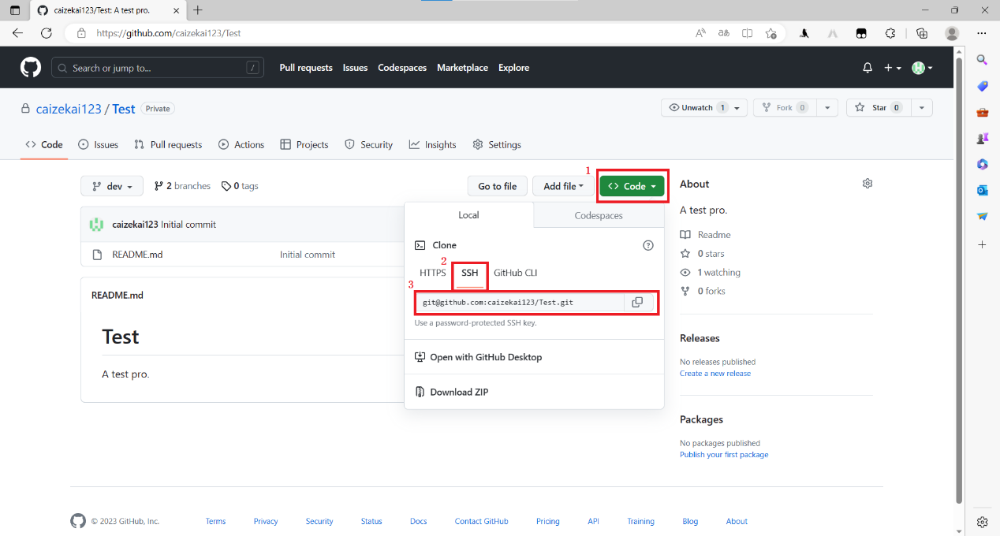 caizekai123/Test: A test pro.
https://github.com/caizekai123/Test
Search or jump to... /
Pull requests Issues Codespaces Marketplace Explore
caizekai123 / Test Private
Unwatch 1 Fork 0 Star 0
Code Issues Pull requests Actions Projects Security Insights Settings
dev 2 branches 0 tags
Go to file Add file 1 Code
caizekai123 Initial commit
README.md Initial commit
README.md
Test
A test pro.
Local Codespaces
Clone
2
HTTPS SSH GitHub CLI
3
git@github.com:caizekai123/Test.git
Use a password-protected SSH key.
Open with GitHub Desktop
Download ZIP
About
A test pro.
Readme
0 stars
1 watching
0 forks
Releases
No releases published
Create a new release
Packages
No packages published
Publish your first package
© 2023 GitHub, Inc. Terms Privacy Security Status Docs Contact GitHub Pricing API Training Blog About